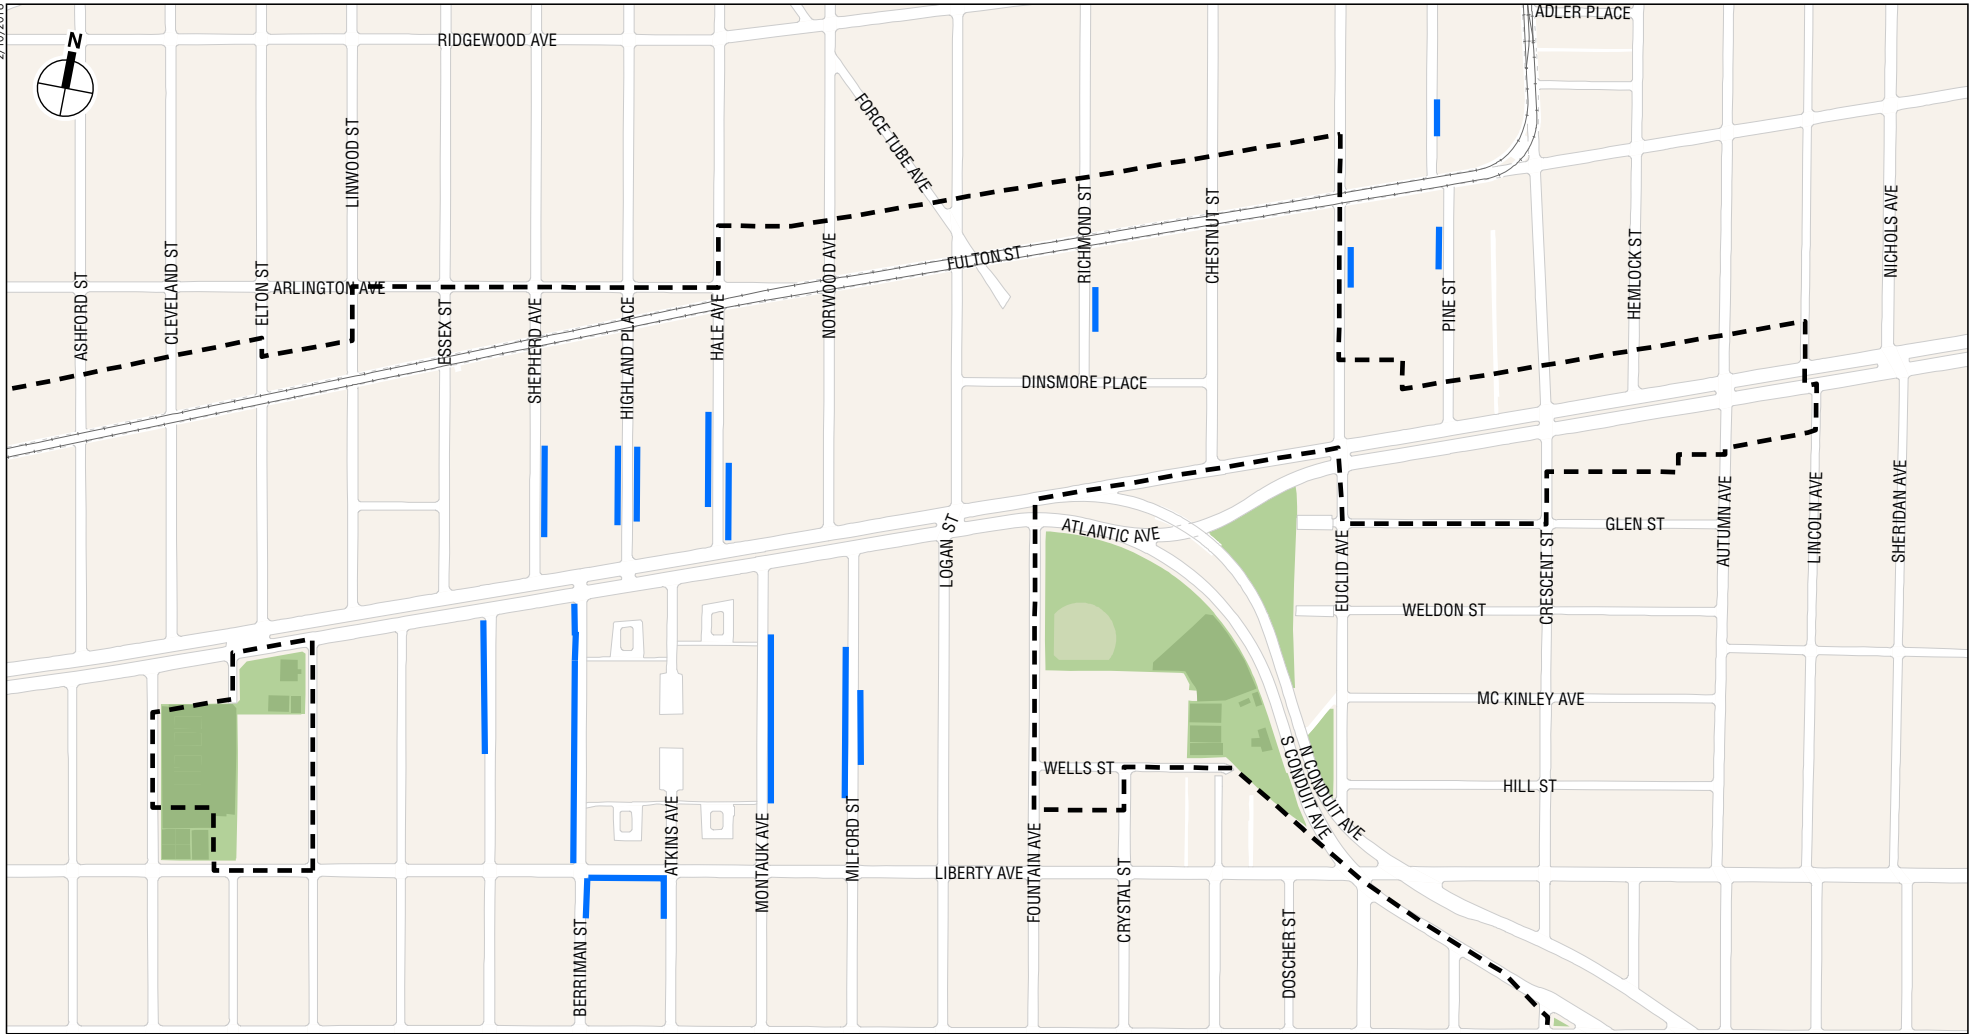 ADLER PLACE
N
RIDGEWOOD AVE
FORCE TUBE AVE
LINWOOD ST
RICHMOND ST
CHESTNUT ST
NICHOLS AVE
HEMLOCK ST
NORWOOD AVE
CLEVELAND ST
ELTON ST
ASHFORD ST
ARLINGTON AVE
FULTON ST
PINE ST
ESSEX ST
SHEPHERD AVE
HIGHLAND PLACE
HALE AVE
DINSMORE PLACE
LOGAN ST
ATLANTIC AVE
EUCLID AVE
CRESCENT ST
GLEN ST
AUTUMN AVE
LINCOLN AVE
SHERIDAN AVE
WELDON ST
MC KINLEY AVE
WELLS ST
S CONDUIT AVE
N CONDUIT AVE
HILL ST
ATKINS AVE
MONTAUK AVE
MILFORD ST
LIBERTY AVE
FOUNTAIN AVE
CRYSTAL ST
BERRIMAN ST
DOSCHER ST